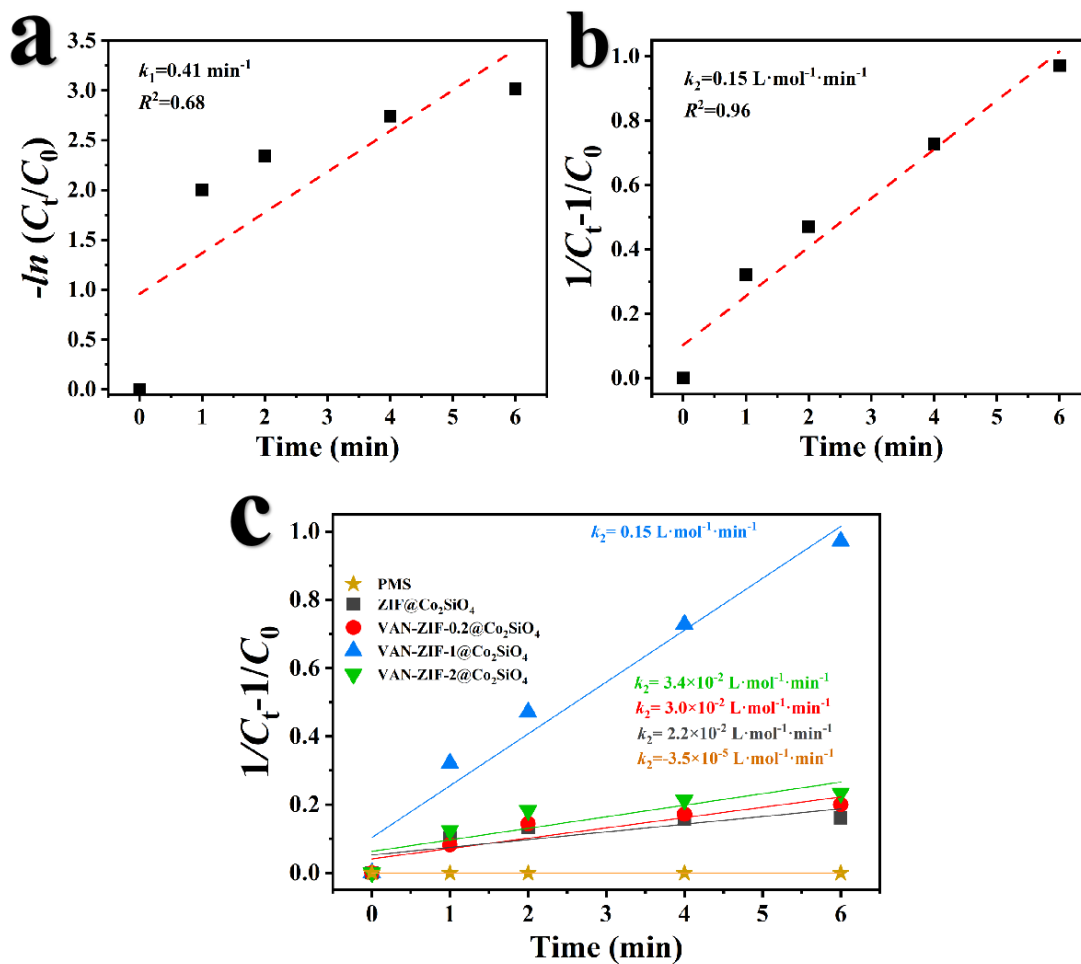 a
k₁=0.41 min⁻¹
R²=0.68
-ln (Cₜ/C₀)
3.0
2.5
2.0
1.5
1.0
0.5
0.0
0 1 2 3 4 5 6
Time (min)
b
k₂=0.15 L·mol⁻¹·min⁻¹
R²=0.96
1/Cₜ-1/C₀
1.0
0.8
0.6
0.4
0.2
0.0
0 1 2 3 4 5 6
Time (min)
c
k₂= 0.15 L·mol⁻¹·min⁻¹
PMS
ZIF@Co₂SiO₄
VAN-ZIF-0.2@Co₂SiO₄
VAN-ZIF-1@Co₂SiO₄
VAN-ZIF-2@Co₂SiO₄
k₂= 3.4×10⁻² L·mol⁻¹·min⁻¹
k₂= 3.0×10⁻² L·mol⁻¹·min⁻¹
k₂= 2.2×10⁻² L·mol⁻¹·min⁻¹
k₂=-3.5×10⁻⁵ L·mol⁻¹·min⁻¹
1/Cₜ-1/C₀
1.0
0.8
0.6
0.4
0.2
0.0
0 1 2 3 4 5 6
Time (min)